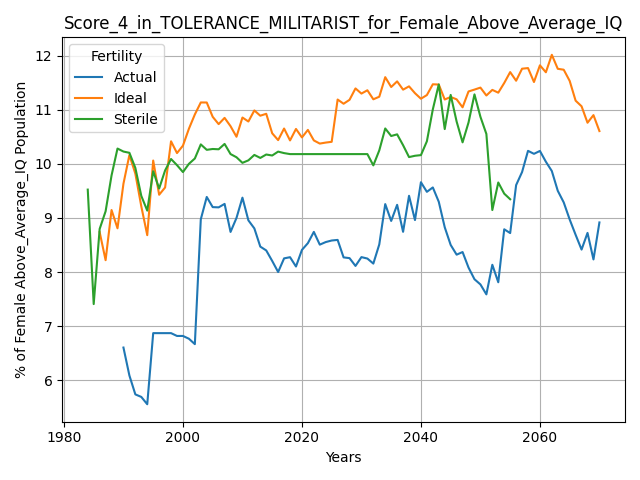 Score_4_in_TOLERANCE_MILITARIST_for_Female_Above_Average_IQ
Fertility
Actual
Ideal
Sterile
% of Female Above_Average_IQ Population
12
11
10
9
8
7
6
1980
2000
2020
2040
2060
Years